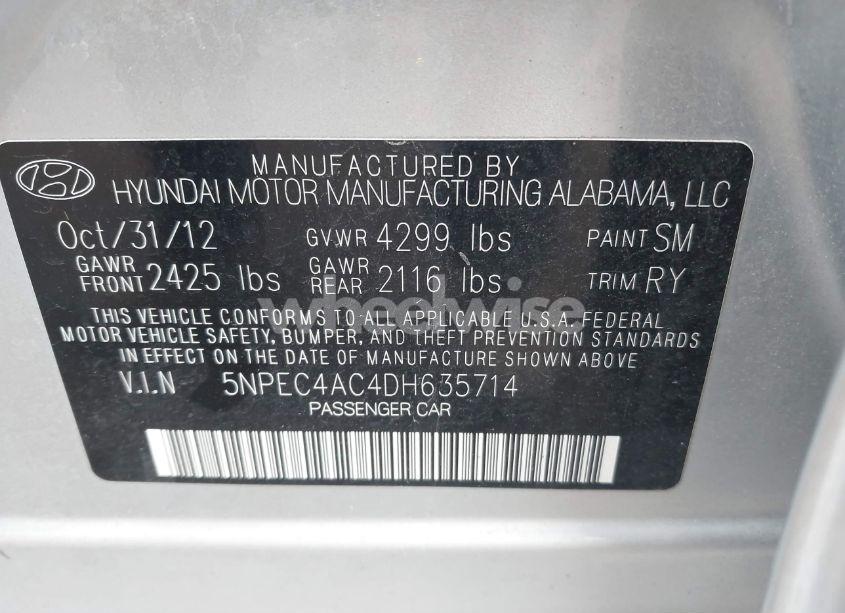 MANUFACTURED BY
HYUNDAI MOTOR MANUFACTURING ALABAMA, LLC
Oct/31/12 GVWR 4299 lbs PAINT SM
GAWR FRONT 2425 lbs GAWR REAR 2116 lbs TRIM RY
wheelwise
THIS VEHICLE CONFORMS TO ALL APPLICABLE U.S.A. FEDERAL
MOTOR VEHICLE SAFETY, BUMPER, AND THEFT PREVENTION STANDARDS
IN EFFECT ON THE DATE OF MANUFACTURE SHOWN ABOVE
V.I.N 5NPEC4AC4DH635714
PASSENGER CAR